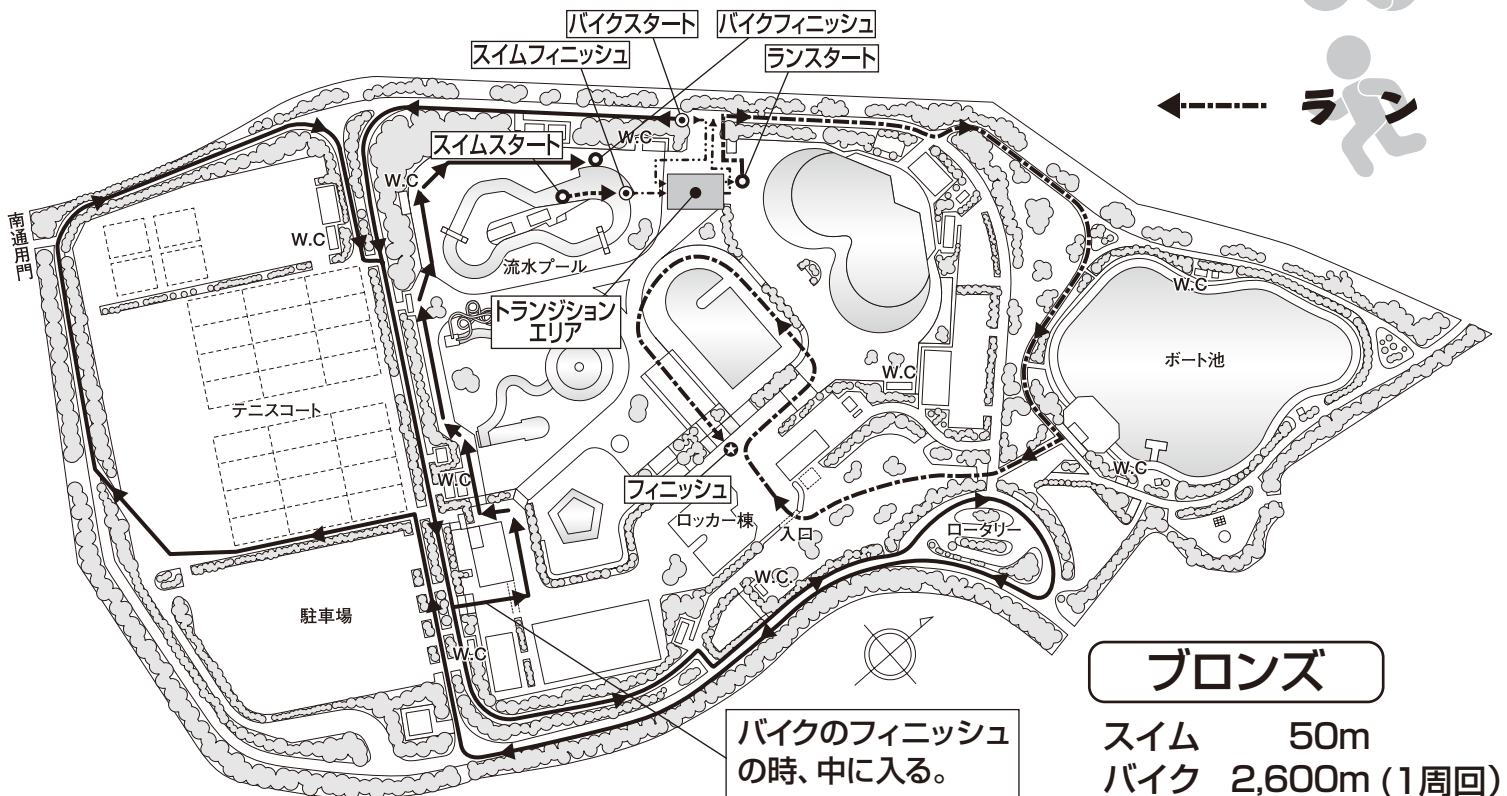 バイクスタート
バイクフィニッシュ
スイムフィニッシュ
ランスタート
ラン
スイムスタート
W.C
W.C
W.C
南通用門
流水プール
トランジション
エリア
W.C
ボート池
W.C
テニスコート
W.C
W.C
フィニッシュ
ロッカー棟
入口
ロータリー
W.C.
駐車場
W.C
バイクのフィニッシュ
の時、中に入る。
ブロンズ
スイム 50m
バイク 2,600m (1周回)